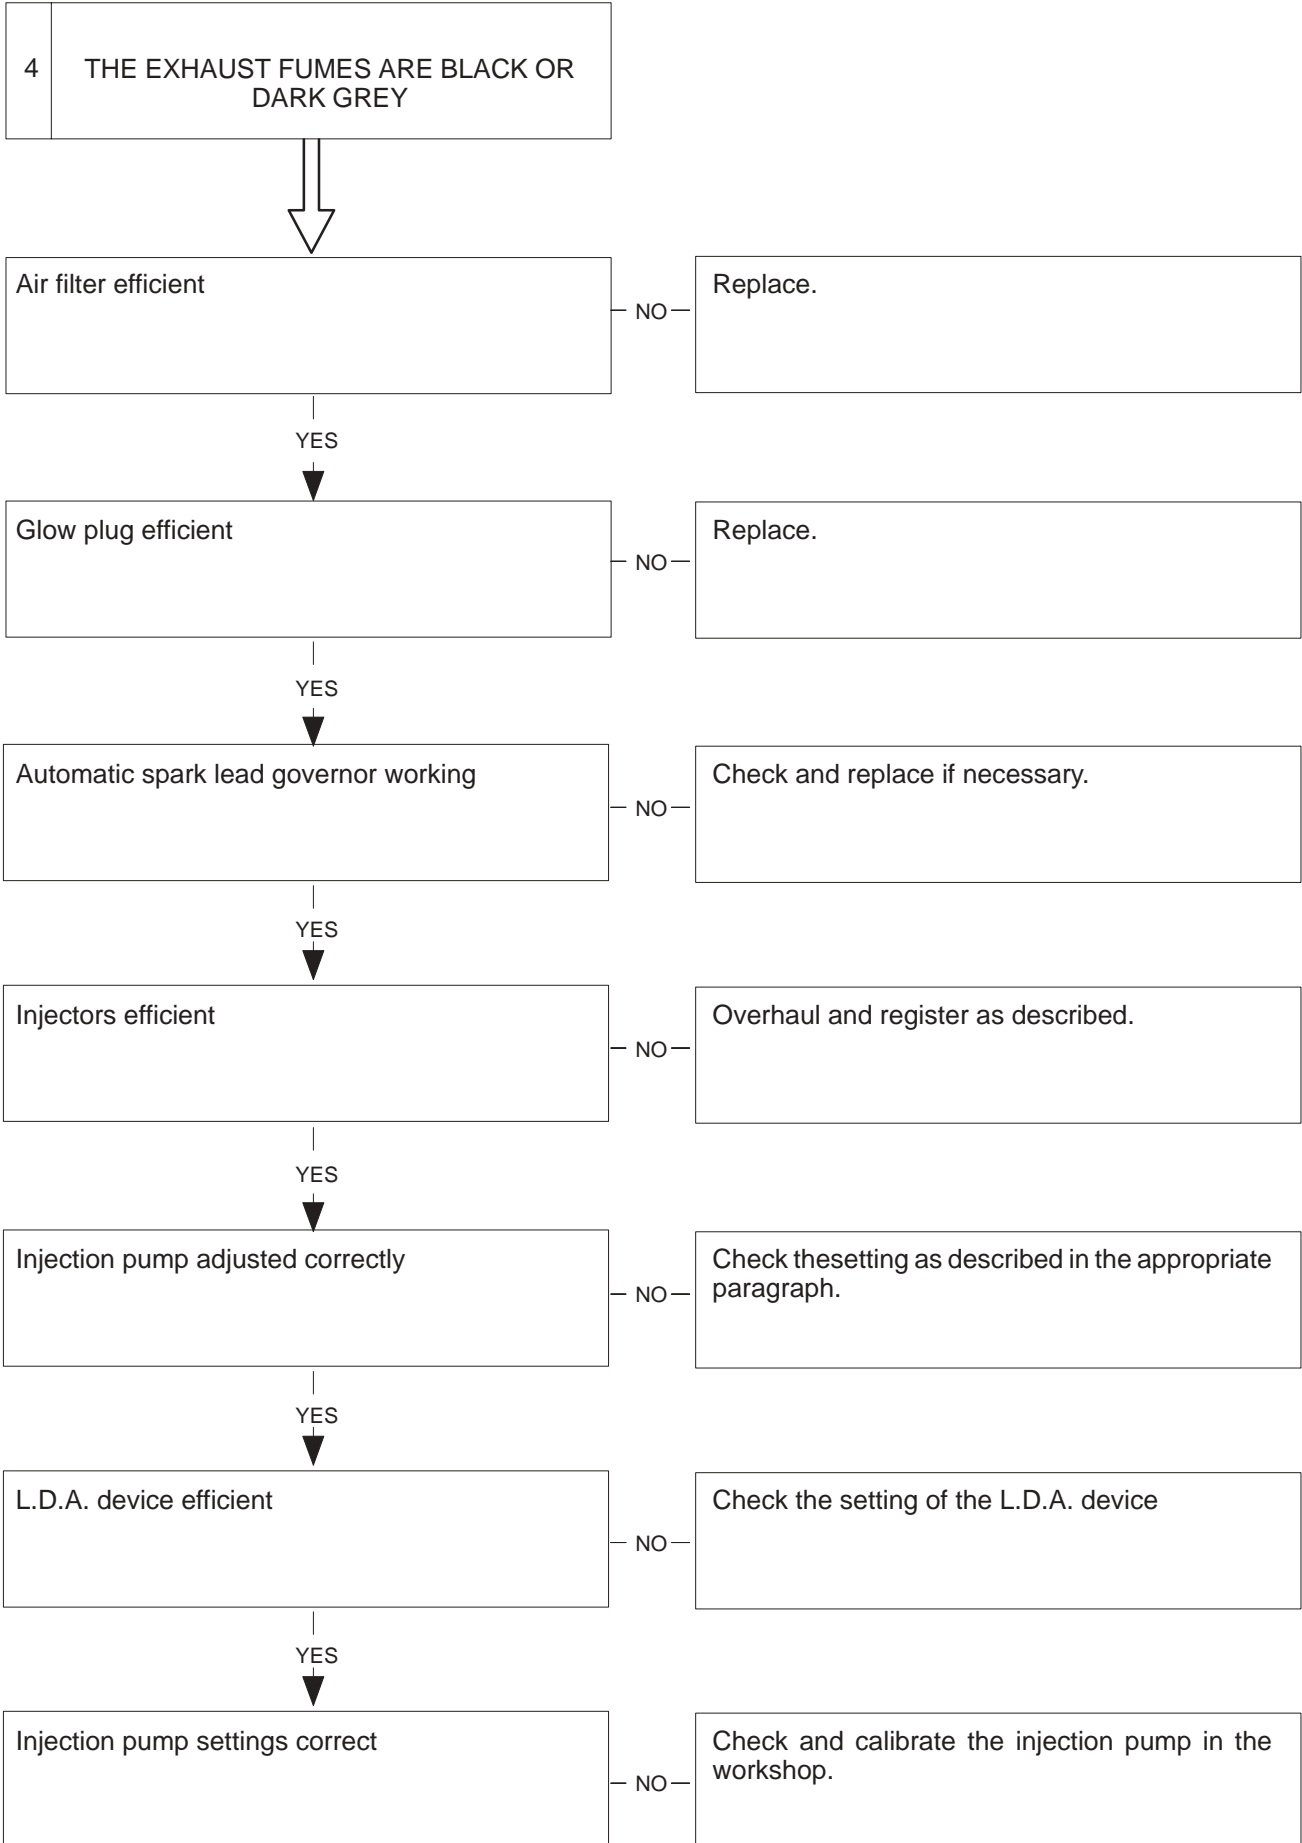 4
THE EXHAUST FUMES ARE BLACK OR
DARK GREY
Air filter efficient
NO
Replace.
YES
Glow plug efficient
NO
Replace.
YES
Automatic spark lead governor working
NO
Check and replace if necessary.
YES
Injectors efficient
NO
Overhaul and register as described.
YES
Injection pump adjusted correctly
NO
Check thesetting as described in the appropriate
paragraph.
YES
L.D.A. device efficient
NO
Check the setting of the L.D.A. device
YES
Injection pump settings correct
NO
Check and calibrate the injection pump in the
workshop.